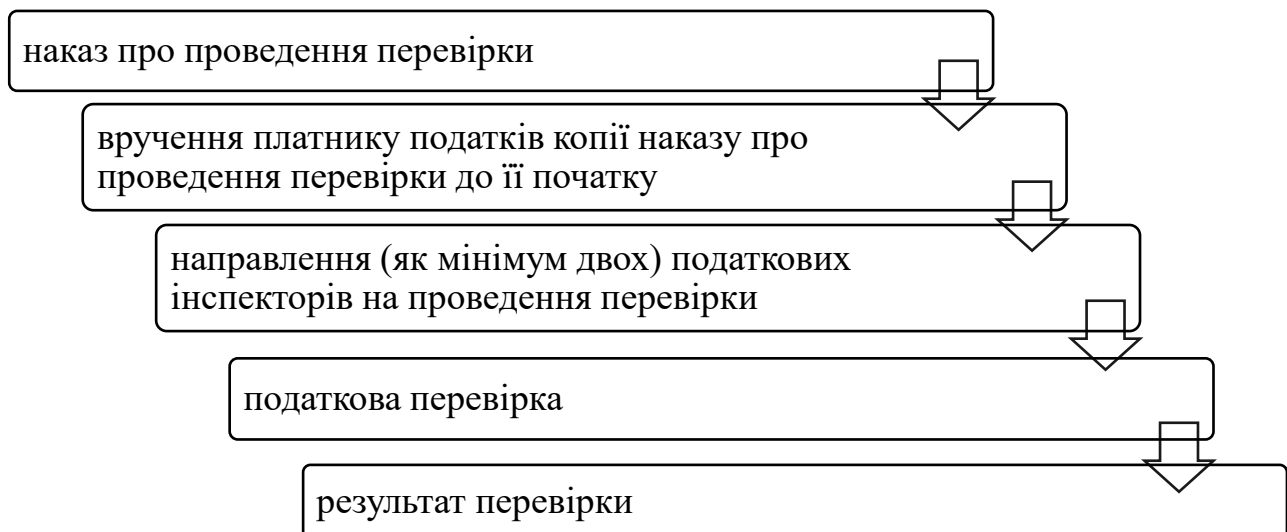 наказ про проведення перевірки
вручення платнику податків копії наказу про
проведення перевірки до її початку
направлення (як мінімум двох) податкових
інспекторів на проведення перевірки
податкова перевірка
результат перевірки